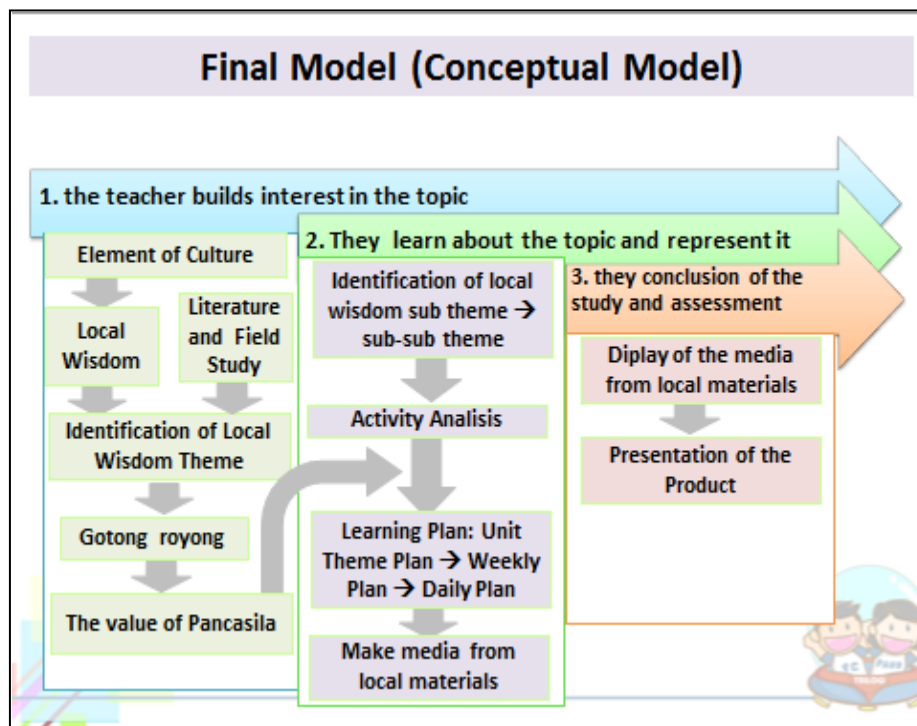 Final Model (Conceptual Model)
1. the teacher builds interest in the topic
Element of Culture
Local
Wisdom
Literature
and Field
Study
Identification of Local
Wisdom Theme
Gotong royong
The value of Pancasila
2. They learn about the topic and represent it
Identification of local
wisdom sub theme →
sub-sub theme
Activity Analisis
Learning Plan: Unit
Theme Plan → Weekly
Plan → Daily Plan
Make media from
local materials
3. they conclusion of the
study and assessment
Diplay of the media
from local materials
Presentation of the
Product